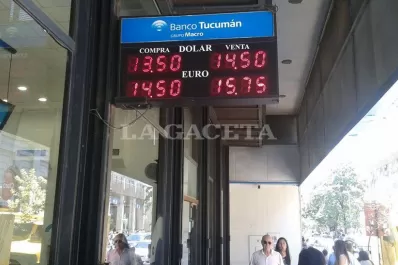 Banco Tucumán
GRUPO Macro
COMPRA DOLAR VENTA
13.50 14.50
EURO
14.50 15.75
LA GACETA